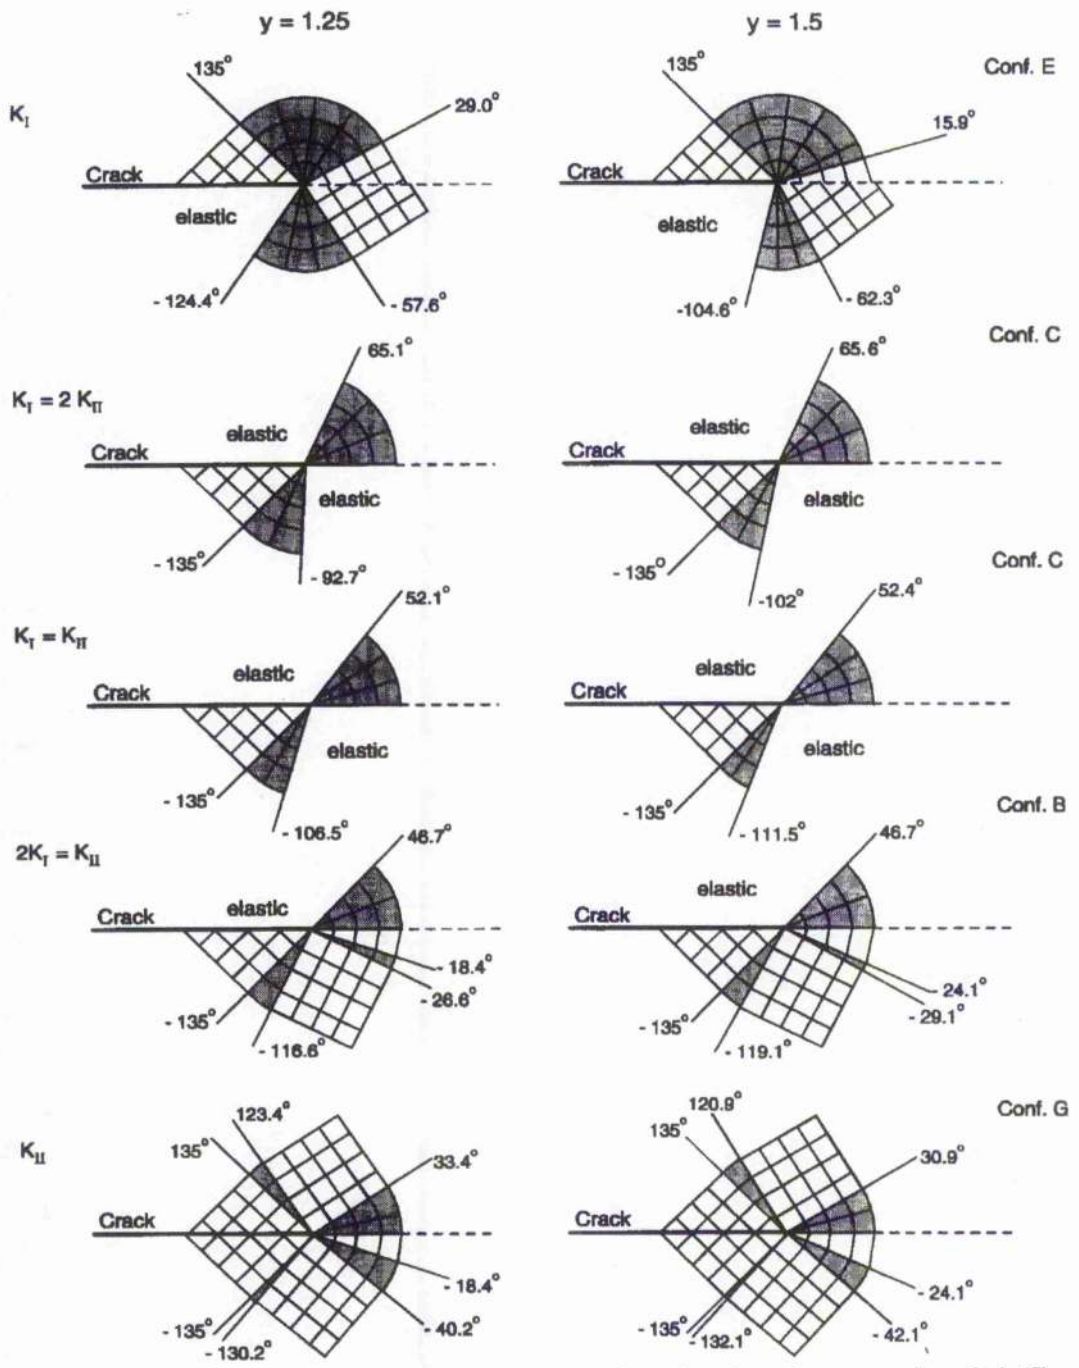 y = 1.25
y = 1.5
Conf. E
K_I
135°
29.0°
Crack
elastic
- 124.4°
- 57.6°
135°
15.9°
Crack
elastic
-104.6°
- 62.3°
Conf. C
K_I = 2 K_II
65.1°
elastic
Crack
elastic
- 135°
- 92.7°
65.6°
elastic
Crack
elastic
- 135°
-102°
Conf. C
K_I = K_II
52.1°
elastic
Crack
elastic
- 135°
- 106.5°
52.4°
elastic
Crack
elastic
- 135°
- 111.5°
Conf. B
2K_I = K_II
46.7°
elastic
Crack
- 18.4°
- 26.6°
- 135°
- 116.6°
46.7°
elastic
Crack
- 24.1°
- 29.1°
- 135°
- 119.1°
Conf. G
K_II
123.4°
135°
33.4°
Crack
- 18.4°
- 40.2°
- 135°
- 130.2°
120.9°
135°
30.9°
Crack
- 24.1°
- 42.1°
- 135°
-132.1°